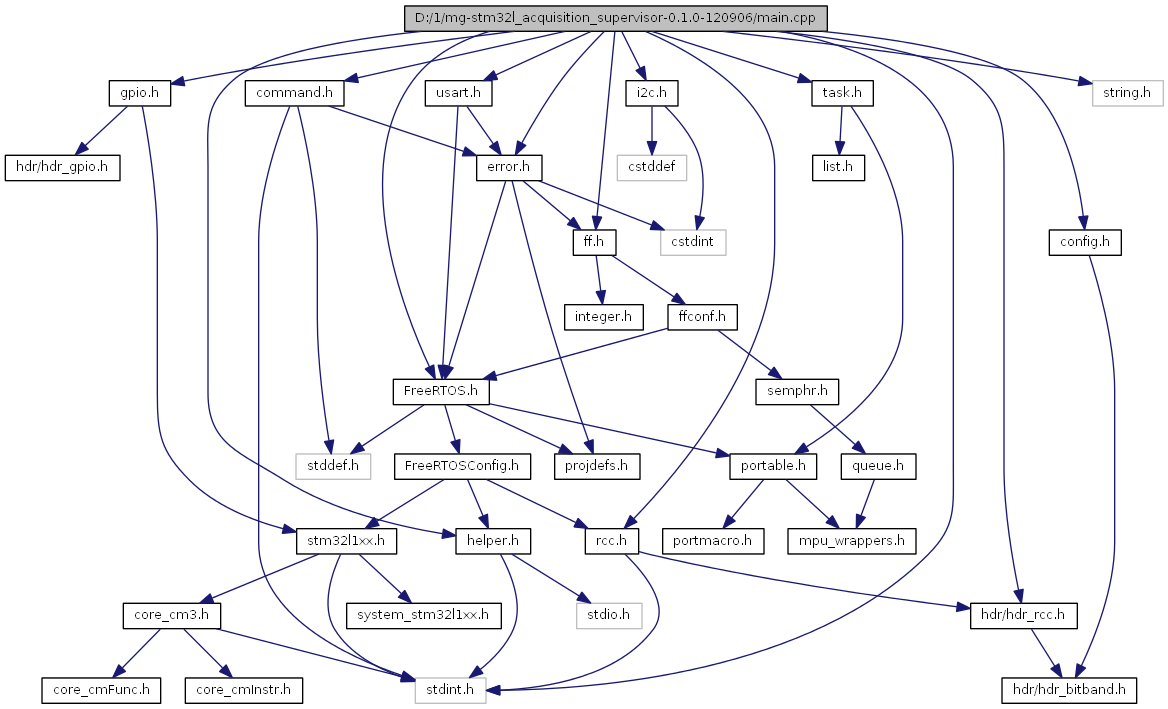 D:/1/mg-stm32l_acquisition_supervisor-0.1.0-120906/main.cpp
gpio.h
command.h
usart.h
i2c.h
task.h
string.h
hdr/hdr_gpio.h
error.h
cstddef
list.h
ff.h
cstdint
config.h
integer.h
ffconf.h
FreeRTOS.h
semphr.h
stddef.h
FreeRTOSConfig.h
projdefs.h
portable.h
queue.h
stm32l1xx.h
helper.h
rcc.h
portmacro.h
mpu_wrappers.h
core_cm3.h
system_stm32l1xx.h
stdio.h
hdr/hdr_rcc.h
core_cmFunc.h
core_cmInstr.h
stdint.h
hdr/hdr_bitband.h